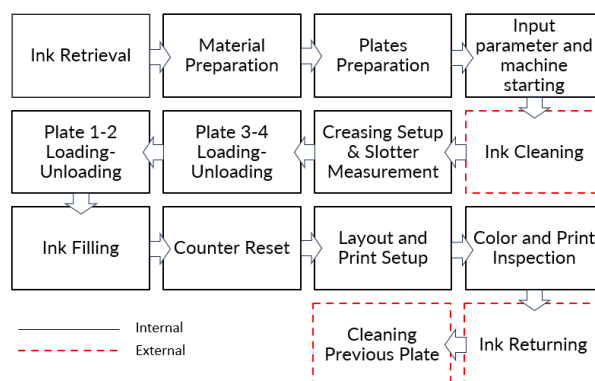 Ink Retrieval
Material
Preparation
Plates
Preparation
Input
parameter and
machine
starting
Plate 1-2
Loading-
Unloading
Plate 3-4
Loading-
Unloading
Creasing Setup
& Slotter
Measurement
Ink Cleaning
Ink Filling
Counter Reset
Layout and
Print Setup
Color and Print
Inspection
Internal
External
Cleaning
Previous Plate
Ink Returning